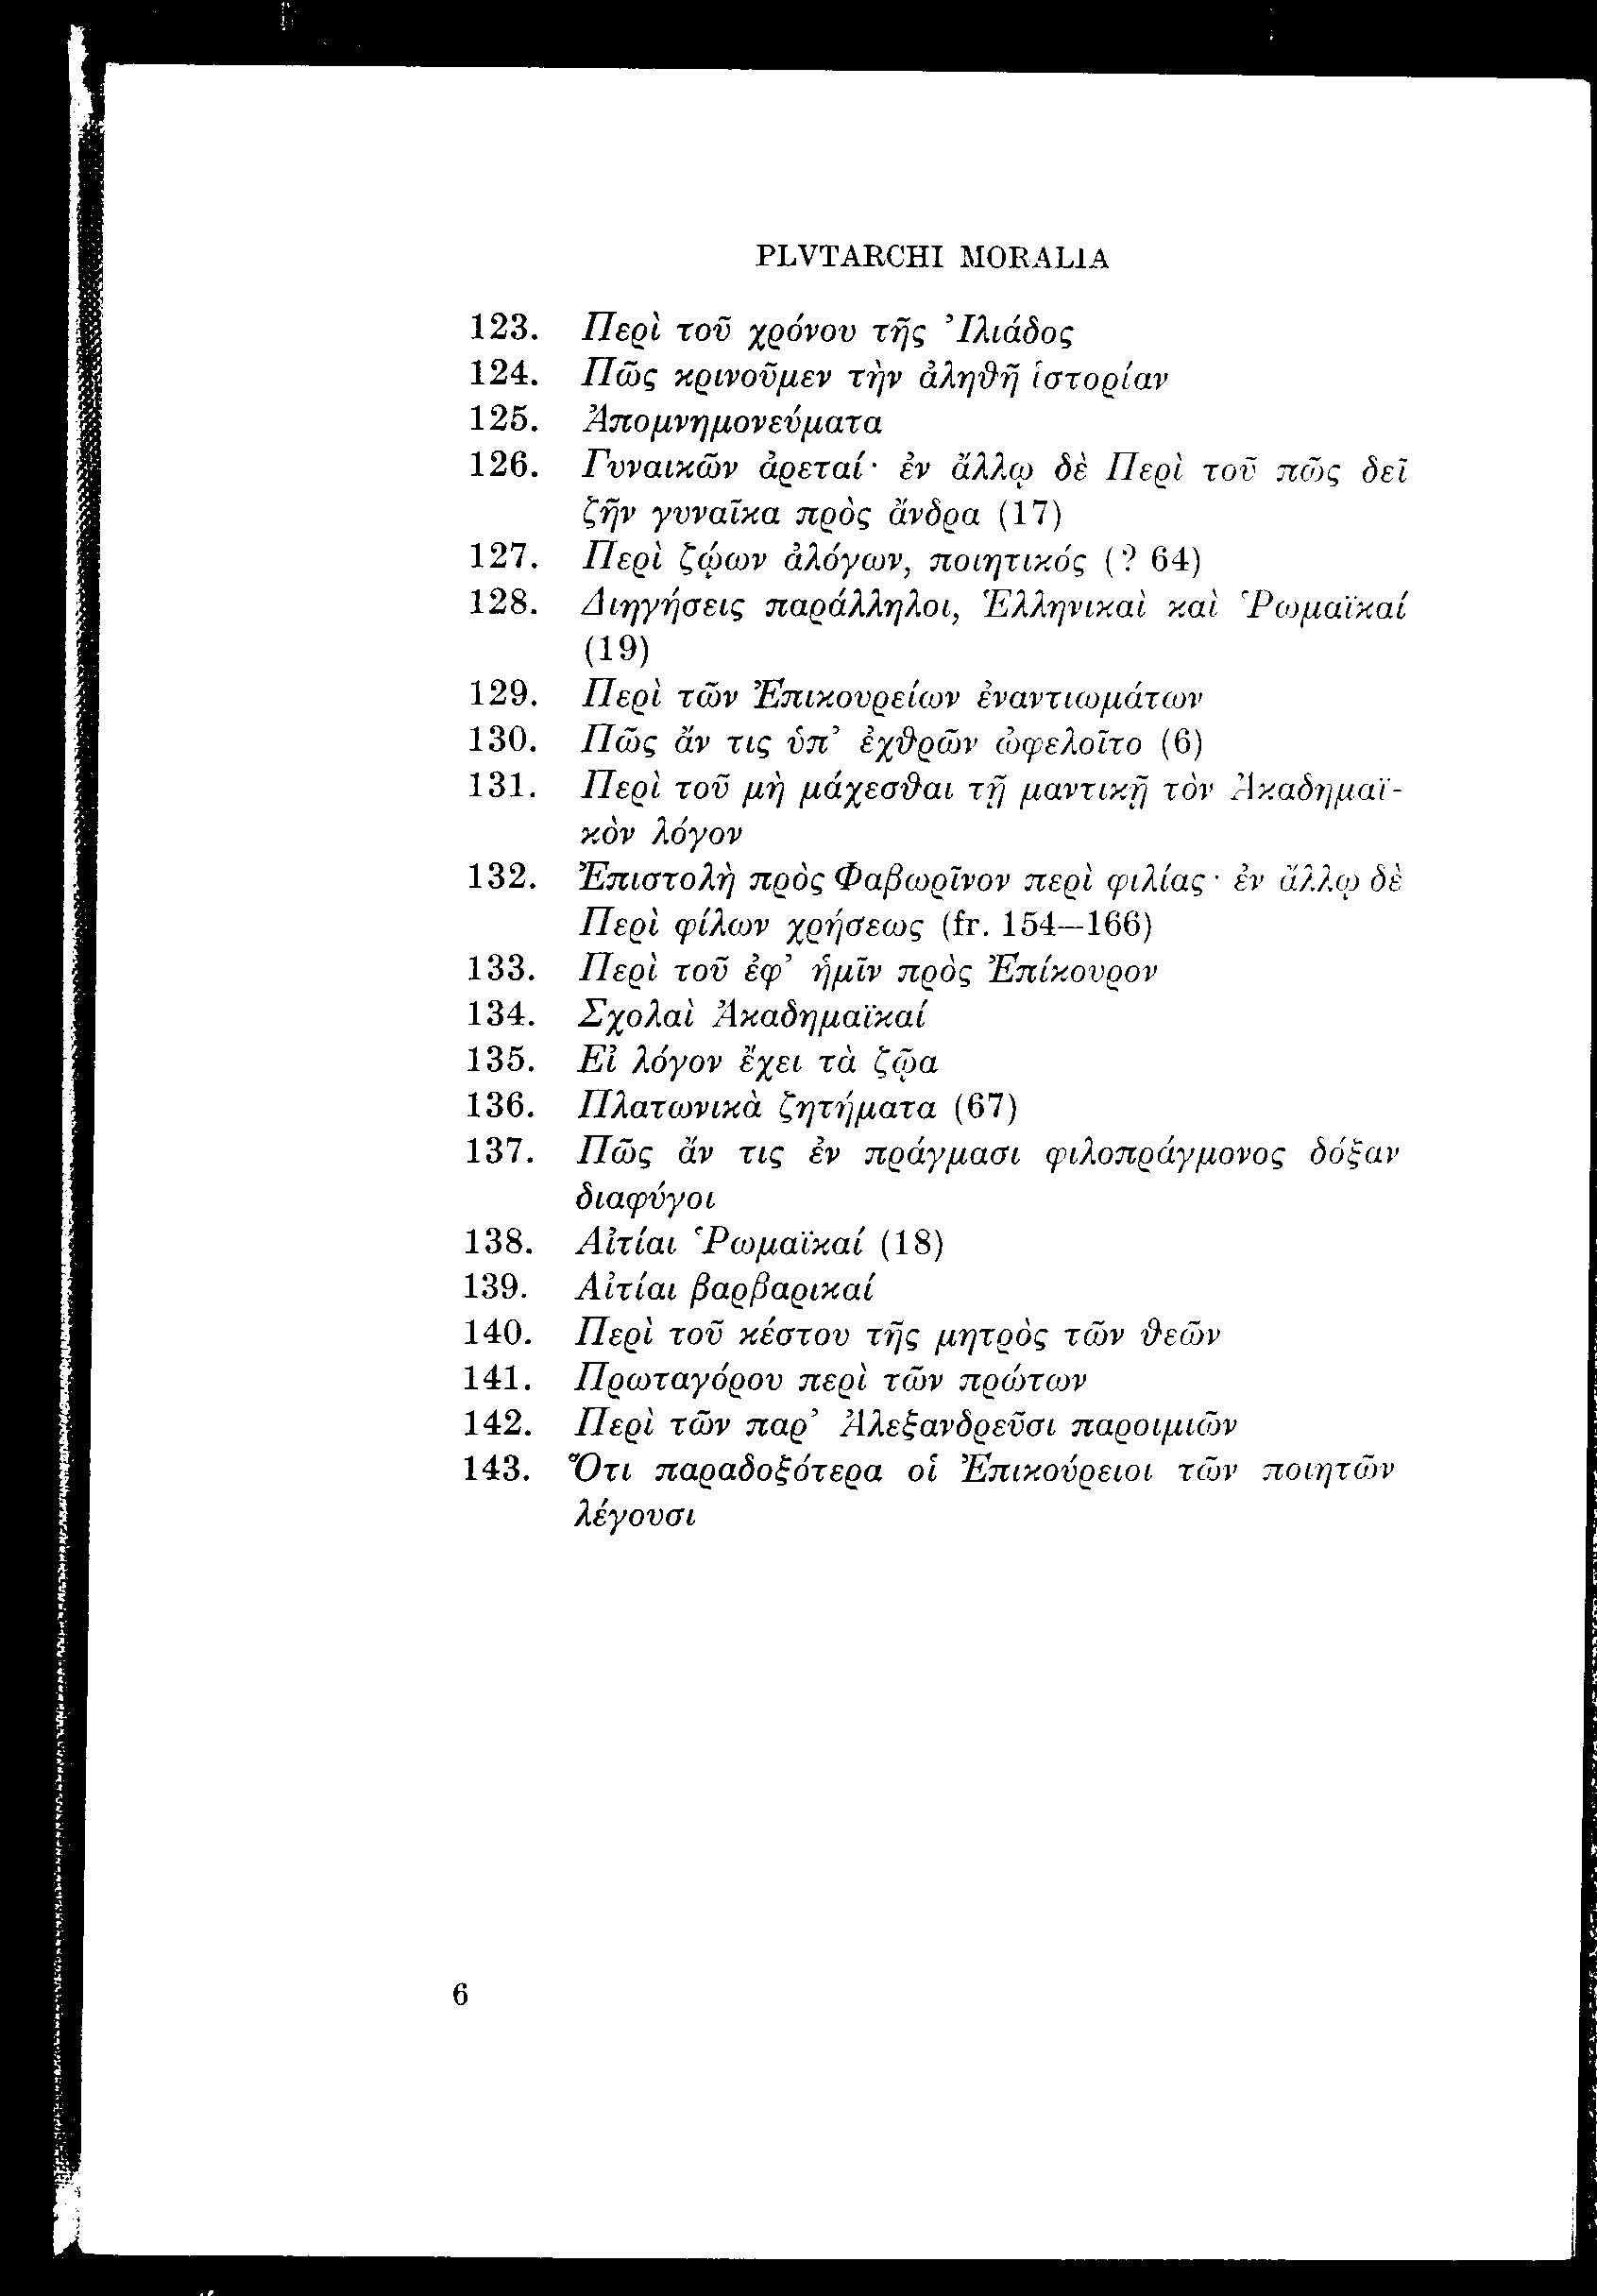 PLVTARCHI MORALIA
123. Περὶ τοῦ χρόνου τῆς Ἰλιάδος
124. Πῶς κρινοῦμεν τὴν ἀληθῆ ἱστορίαν
125. Ἀπομνημονεύματα
126. Γυναικῶν ἀρεταί· ἐν ἄλλῳ δὲ Περὶ τοῦ πῶς δεῖ
ζῆν γυναῖκα πρὸς ἄνδρα (17)
127. Περὶ ζῴων ἀλόγων, ποιητικός (? 64)
128. Διηγήσεις παράλληλοι, Ἑλληνικαὶ καὶ Ῥωμαϊκαί
(19)
129. Περὶ τῶν Ἐπικουρείων ἐναντιωμάτων
130. Πῶς ἄν τις ὑπ’ ἐχθρῶν ὠφελοῖτο (6)
131. Περὶ τοῦ μὴ μάχεσθαι τῇ μαντικῇ τὸν Ἀκαδημαϊ-
κὸν λόγον
132. Ἐπιστολὴ πρὸς Φαβωρῖνον περὶ φιλίας· ἐν ἄλλῳ δὲ
Περὶ φίλων χρήσεως (fr. 154–166)
133. Περὶ τοῦ ἐφ’ ἡμῖν πρὸς Ἐπίκουρον
134. Σχολαὶ Ἀκαδημαϊκαί
135. Εἰ λόγον ἔχει τὰ ζῷα
136. Πλατωνικὰ ζητήματα (67)
137. Πῶς ἄν τις ἐν πράγμασι φιλοπράγμονος δόξαν
διαφύγοι
138. Αἰτίαι Ῥωμαϊκαί (18)
139. Αἰτίαι βαρβαρικαί
140. Περὶ τοῦ κέστου τῆς μητρὸς τῶν θεῶν
141. Πρωταγόρου περὶ τῶν πρώτων
142. Περὶ τῶν παρ’ Ἀλεξανδρεῦσι παροιμιῶν
143. Ὅτι παραδοξότερα οἱ Ἐπικούρειοι τῶν ποιητῶν
λέγουσι
6